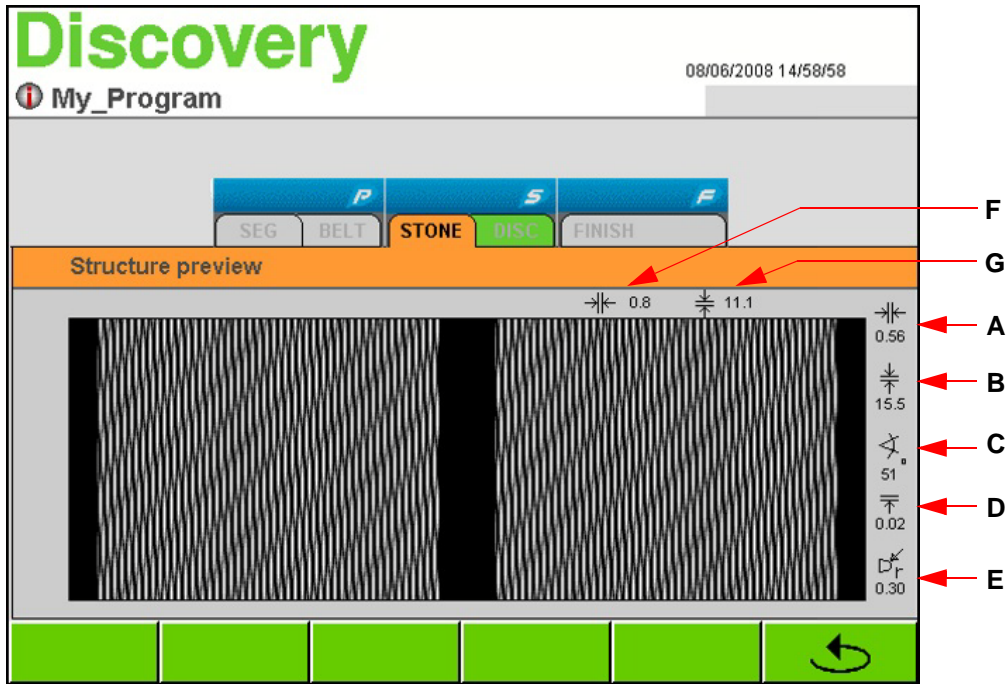 Discovery
08/06/2008 14/58/58
My_Program
P S F
SEG BELT STONE DISC FINISH
Structure preview
0.8 11.1
0.56
15.5
51
0.02
r
0.30
F
G
A
B
C
D
E